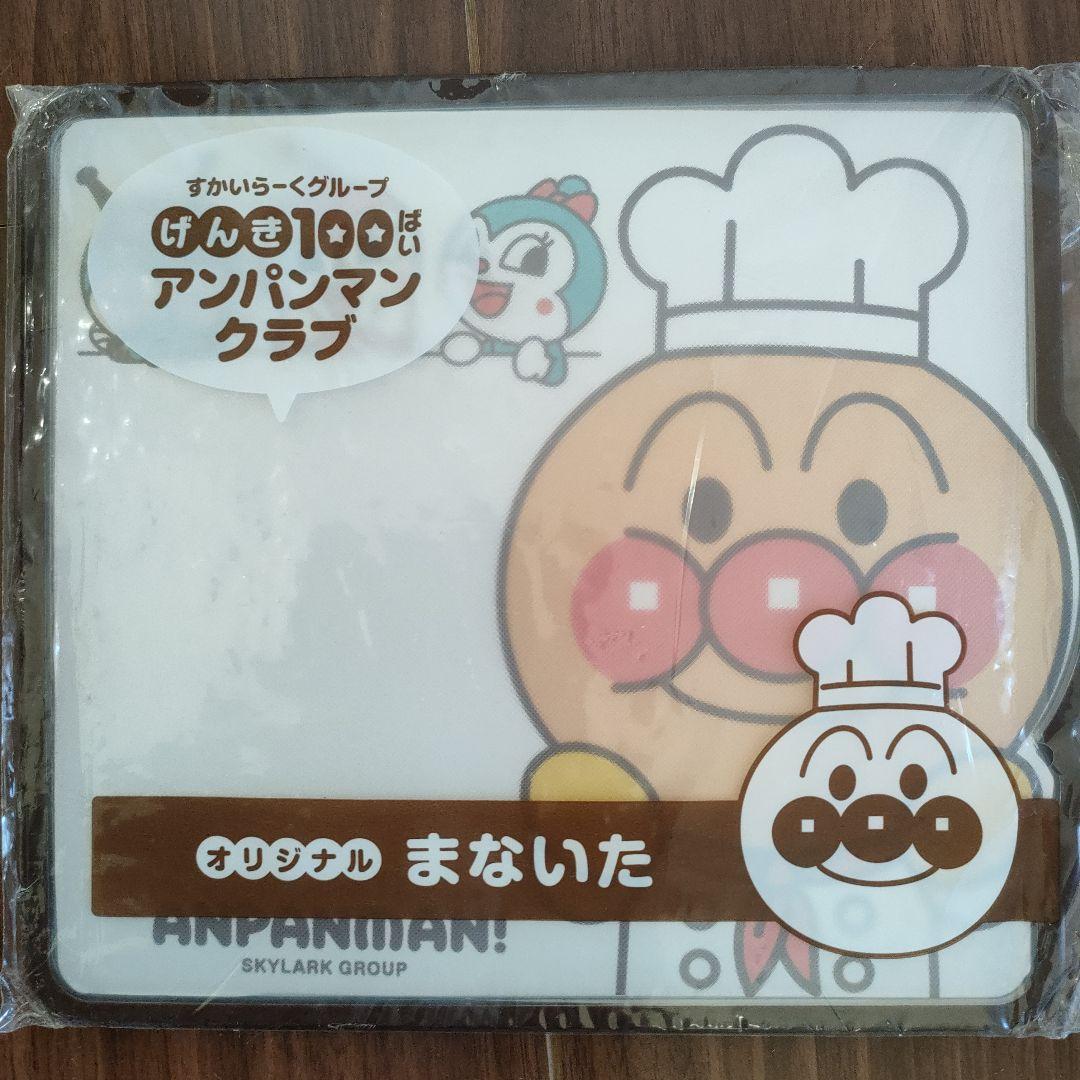 すかいらーくグループ
げんき100ばい
アンパンマン
クラブ
オリジナル まないた
ANPANMAN!
SKYLARK GROUP